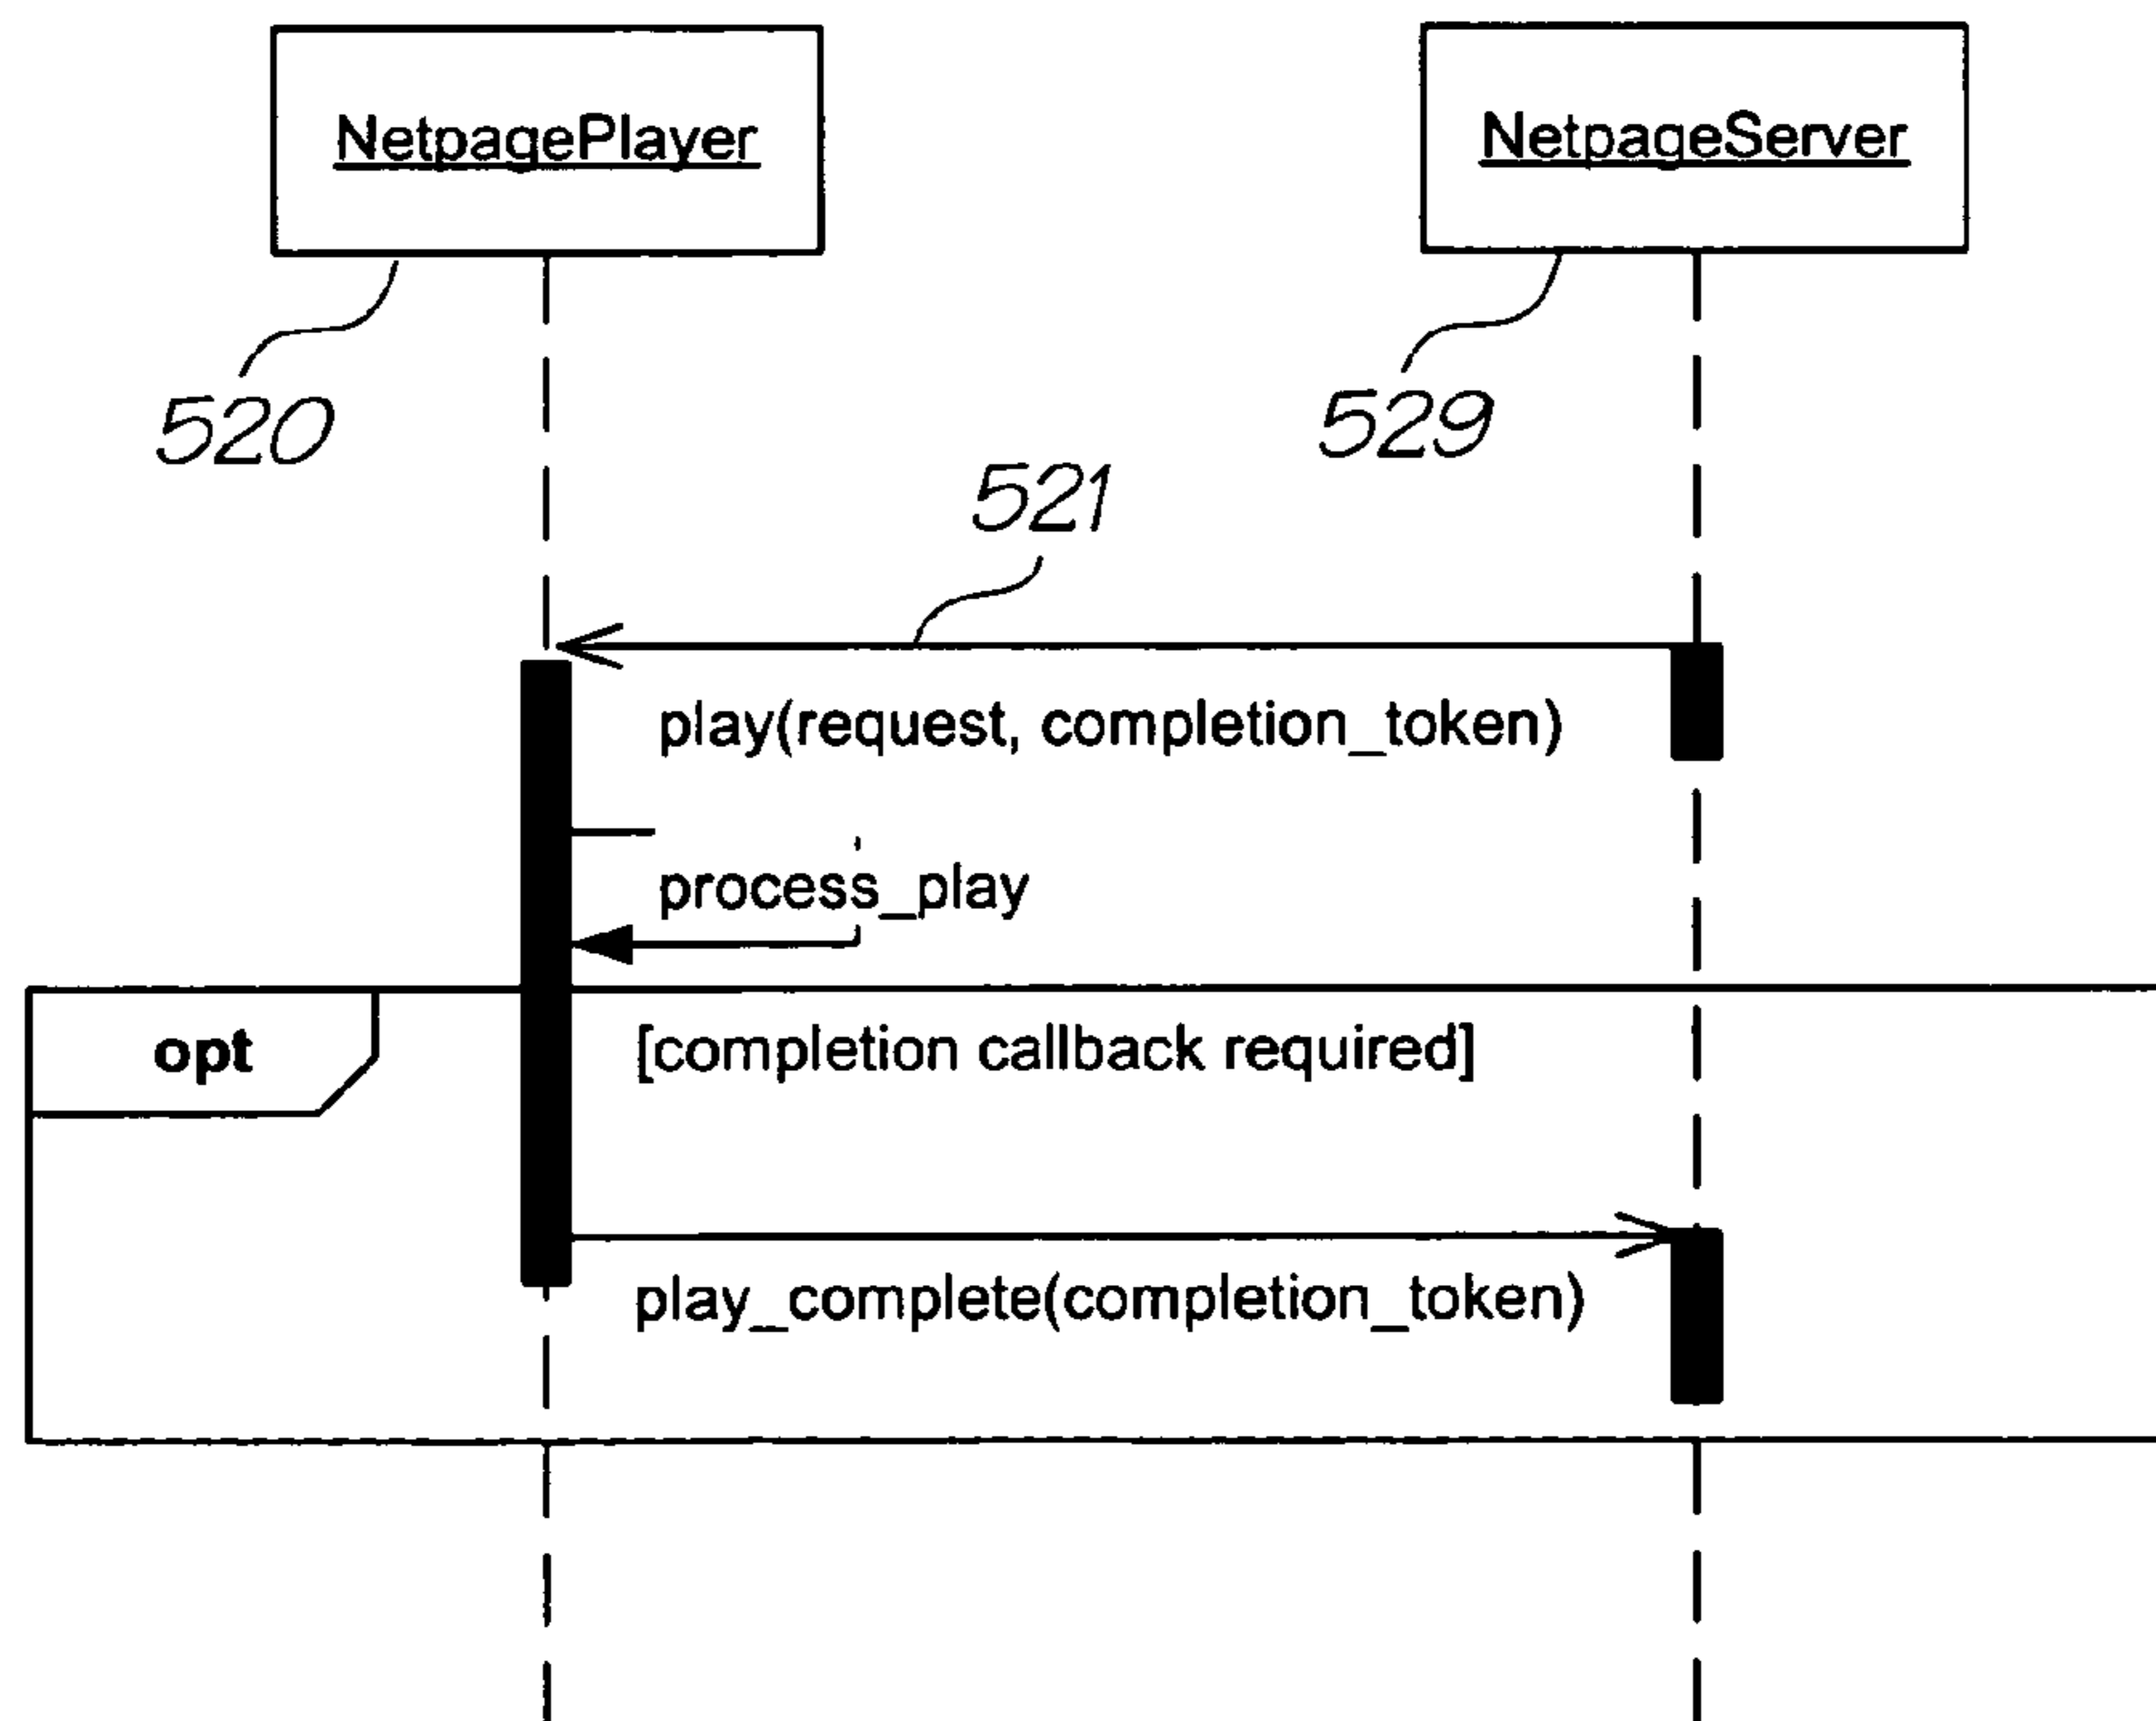 NetpagePlayer
NetpageServer
520
529
521
play(request, completion_token)
process_play
opt
[completion callback required]
play_complete(completion_token)